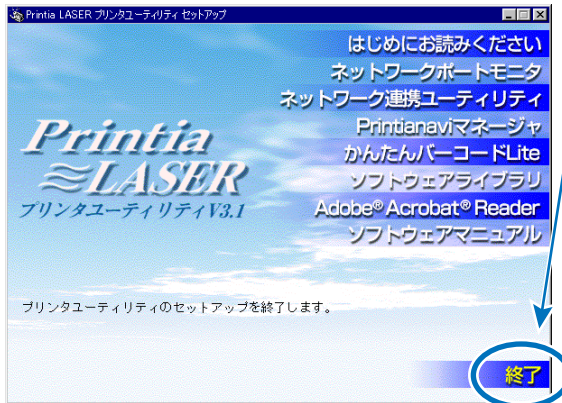 Printia LASER プリンタユーティリティ セットアップ
はじめにお読みください
ネットワークポートモニタ
ネットワーク連携ユーティリティ
Printianaviマネージャ
かんたんバーコードLite
ソフトウェアライブラリ
Adobe® Acrobat® Reader
ソフトウェアマニュアル
Printia
LASER
プリンタユーティリティV3.1
プリンタユーティリティのセットアップを終了します。
終了